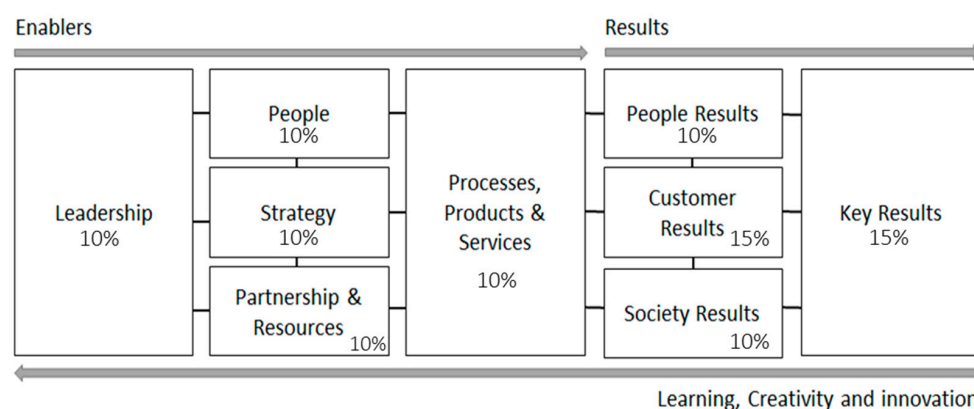 Enablers
Results
Leadership
10%
People
10%
Strategy
10%
Partnership &
Resources
10%
Processes,
Products &
Services
10%
People Results
10%
Customer
Results
15%
Society Results
10%
Key Results
15%
Learning, Creativity and innovation